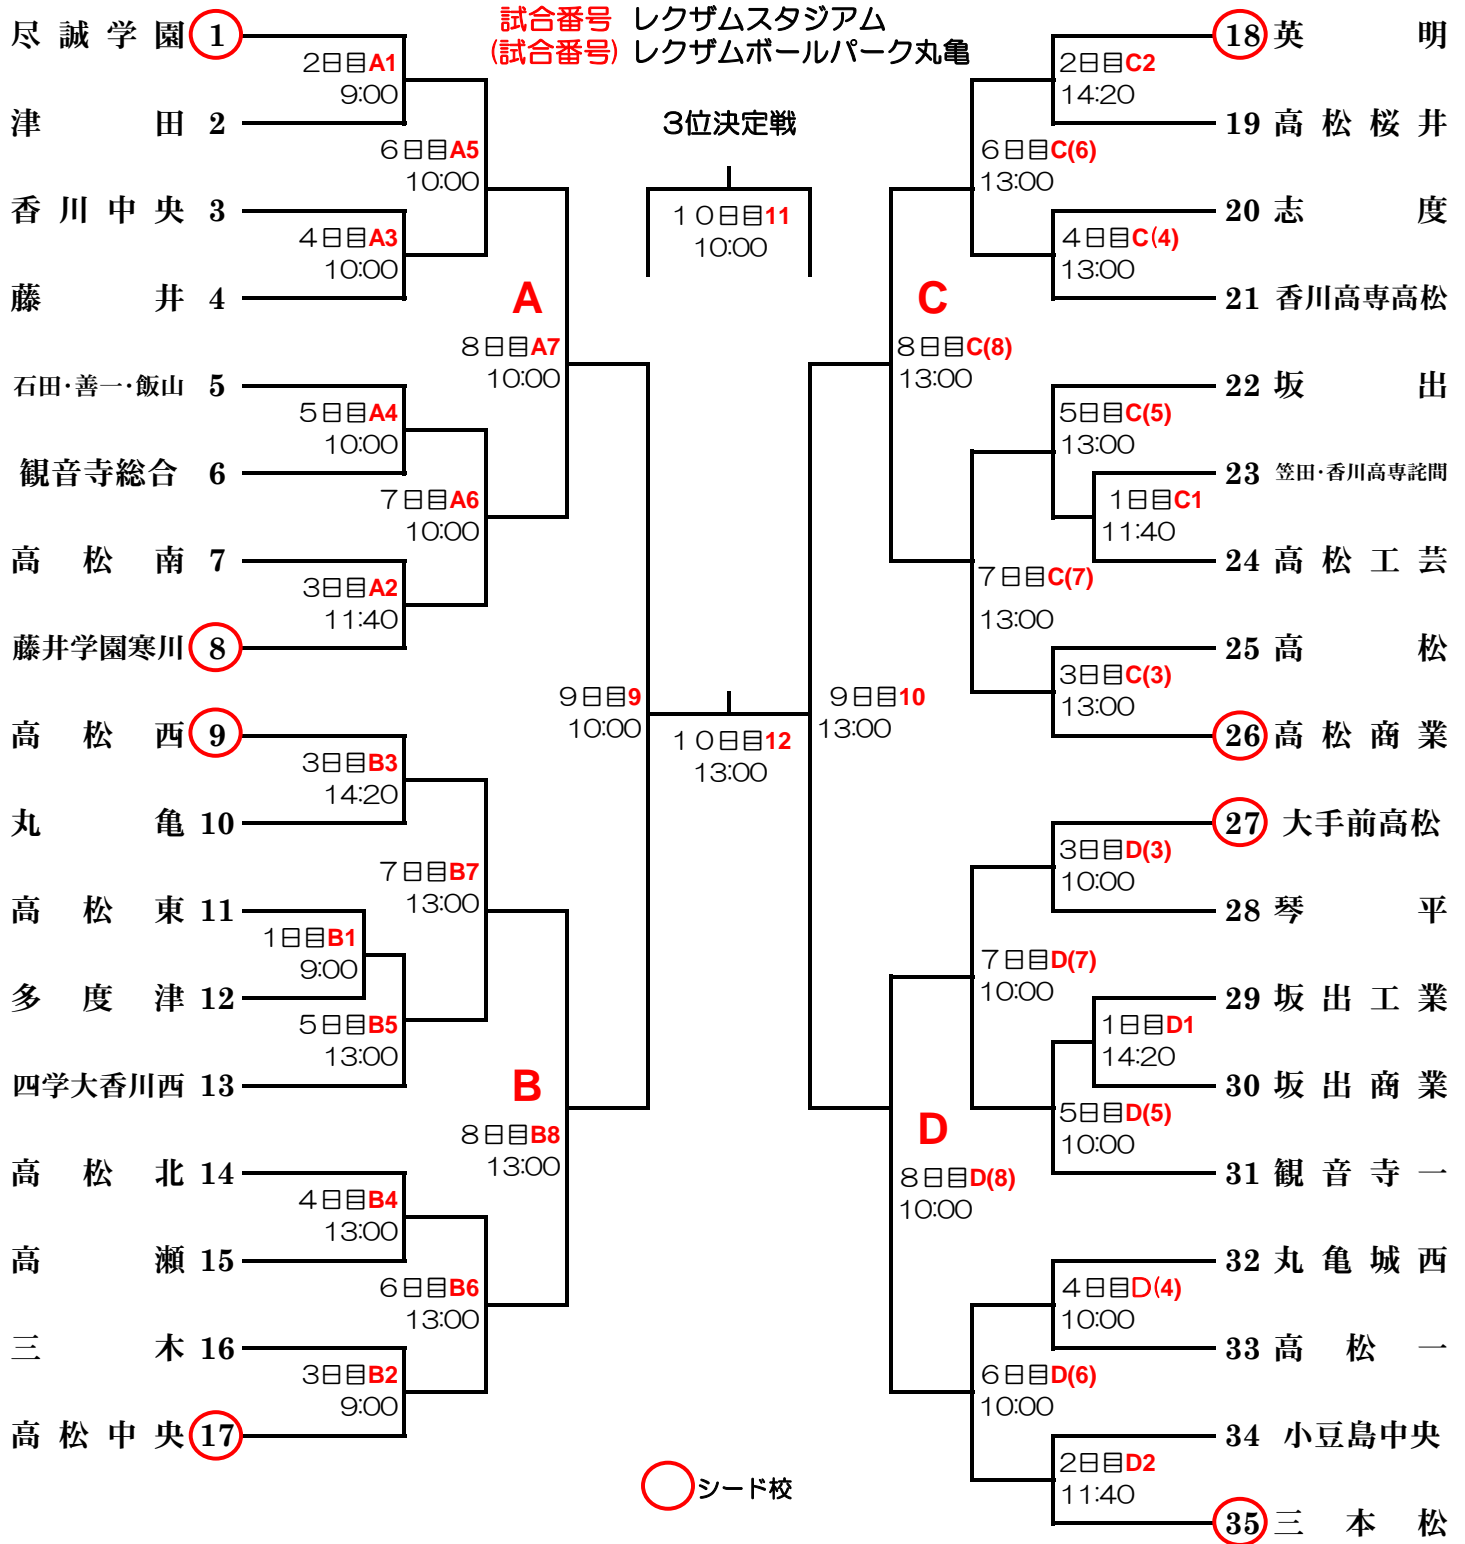 試合番号 レクザムスタジアム
(試合番号) レクザムボールパーク丸亀
尽誠学園 1
2日目A1
9:00
津田 2
6日目A5
10:00
香川中央 3
4日目A3
10:00
藤井 4
A
8日目A7
10:00
石田・善一・飯山 5
5日目A4
10:00
観音寺総合 6
7日目A6
10:00
高松南 7
3日目A2
11:40
藤井学園寒川 8
9日目9
10:00
高松西 9
3日目B3
14:20
丸亀 10
7日目B7
13:00
高松東 11
1日目B1
9:00
多度津 12
5日目B5
13:00
四学大香川西 13
B
8日目B8
13:00
高松北 14
4日目B4
13:00
高瀬 15
6日目B6
13:00
三木 16
3日目B2
9:00
高松中央 17
3位決定戦
10日目11
10:00
10日目12
13:00
シード校
18 英明
2日目C2
14:20
19 高松桜井
6日目C(6)
13:00
20 志度
4日目C(4)
13:00
21 香川高専高松
C
8日目C(8)
13:00
22 坂出
5日目C(5)
13:00
23 笠田・香川高専詫間
1日目C1
11:40
24 高松工芸
7日目C(7)
13:00
25 高松
3日目C(3)
13:00
26 高松商業
9日目10
13:00
27 大手前高松
3日目D(3)
10:00
28 琴平
7日目D(7)
10:00
29 坂出工業
1日目D1
14:20
30 坂出商業
5日目D(5)
10:00
31 観音寺一
D
8日目D(8)
10:00
32 丸亀城西
4日目D(4)
10:00
33 高松一
6日目D(6)
10:00
34 小豆島中央
2日目D2
11:40
35 三本松